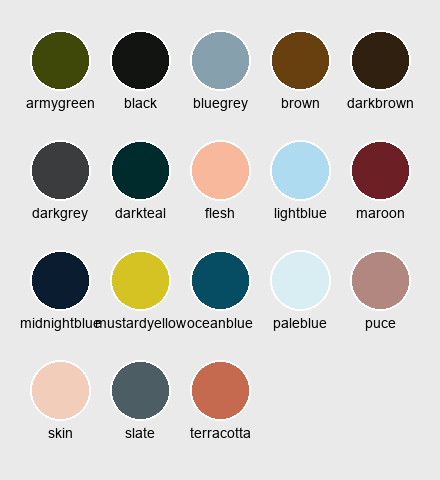 armygreen black bluegrey brown darkbrown
darkgrey darkteal flesh lightblue maroon
midnightblue mustardyellow oceanblue paleblue puce
skin slate terracotta